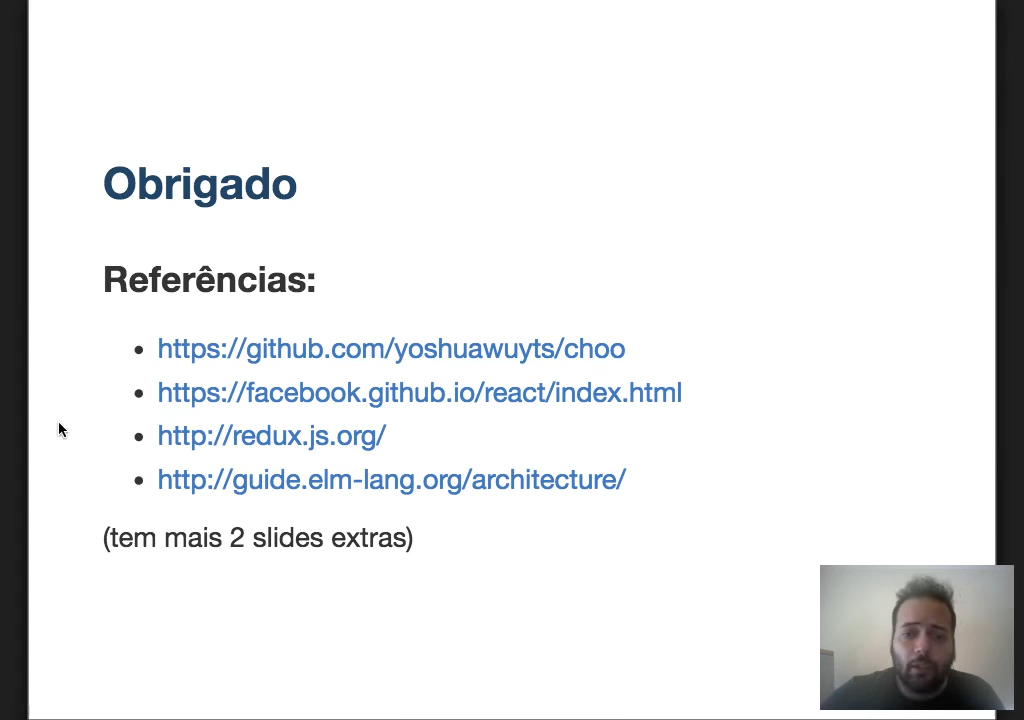 Obrigado
Referências:
https://github.com/yoshuawuyts/choo
https://facebook.github.io/react/index.html
http://redux.js.org/
http://guide.elm-lang.org/architecture/
(tem mais 2 slides extras)